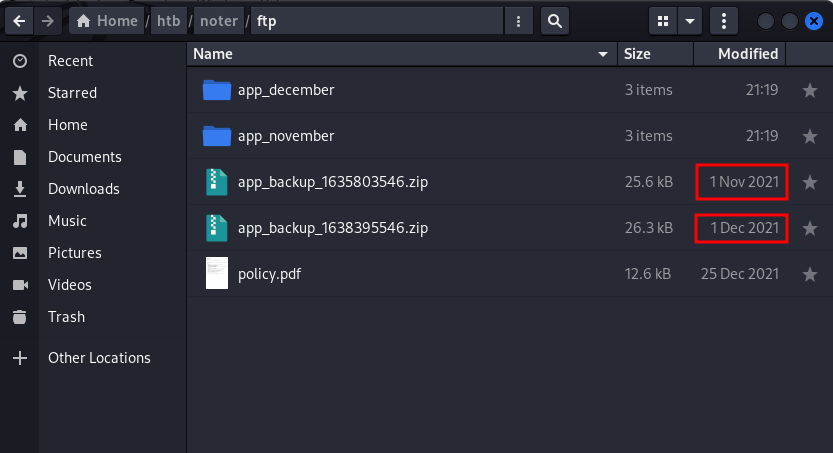 Home / htb / noter / ftp
Name Size Modified
Recent
Starred
Home
Documents
Downloads
Music
Pictures
Videos
Trash
Other Locations
app_december 3 items 21:19
app_november 3 items 21:19
app_backup_1635803546.zip 25.6 kB 1 Nov 2021
app_backup_1638395546.zip 26.3 kB 1 Dec 2021
policy.pdf 12.6 kB 25 Dec 2021